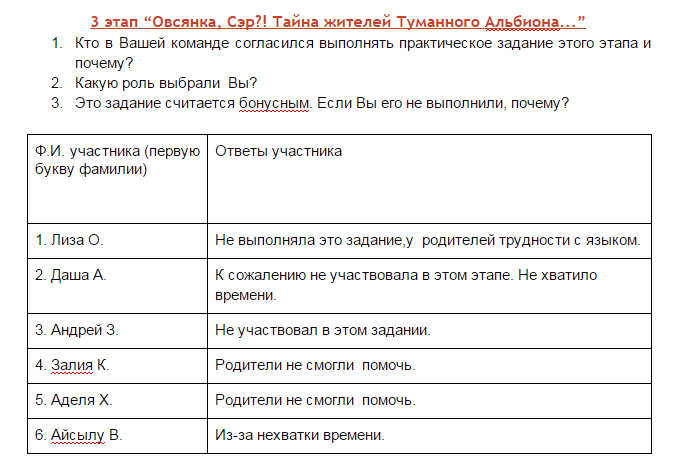 3 этап “Овсянка, Сэр?! Тайна жителей Туманного Альбиона...”
1. Кто в Вашей команде согласился выполнять практическое задание этого этапа и
почему?
2. Какую роль выбрали Вы?
3. Это задание считается бонусным. Если Вы его не выполнили, почему?
Ф.И. участника (первую
букву фамилии)
Ответы участника
1. Лиза О.
Не выполняла это задание,у родителей трудности с языком.
2. Даша А.
К сожалению не участвовала в этом этапе. Не хватило
времени.
3. Андрей З.
Не участвовал в этом задании.
4. Залия К.
Родители не смогли помочь.
5. Аделя Х.
Родители не смогли помочь.
6. Айсылу В.
Из-за нехватки времени.